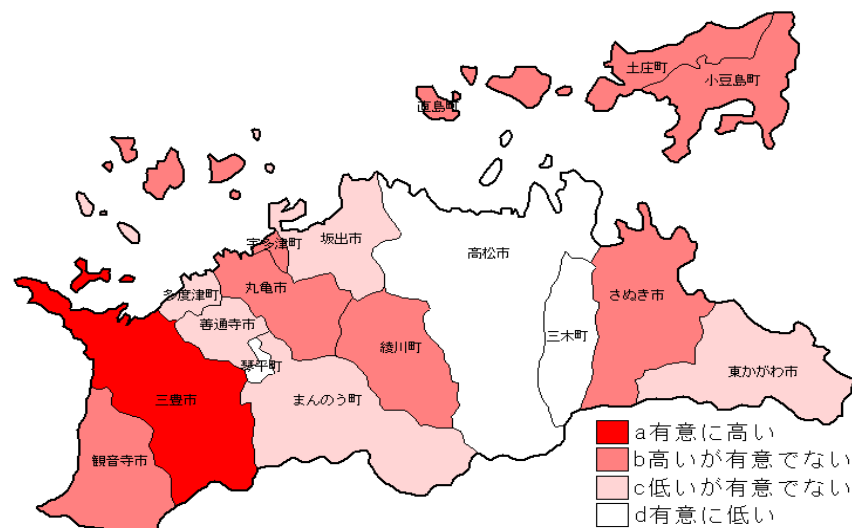 土庄町
小豆島町
直島町
宇多津町
坂出市
高松市
多度津町
丸亀市
さぬき市
善通寺市
三木町
綾川町
琴平町
東かがわ市
三豊市
まんのう町
観音寺市
a有意に高い
b高いが有意でない
c低いが有意でない
d有意に低い